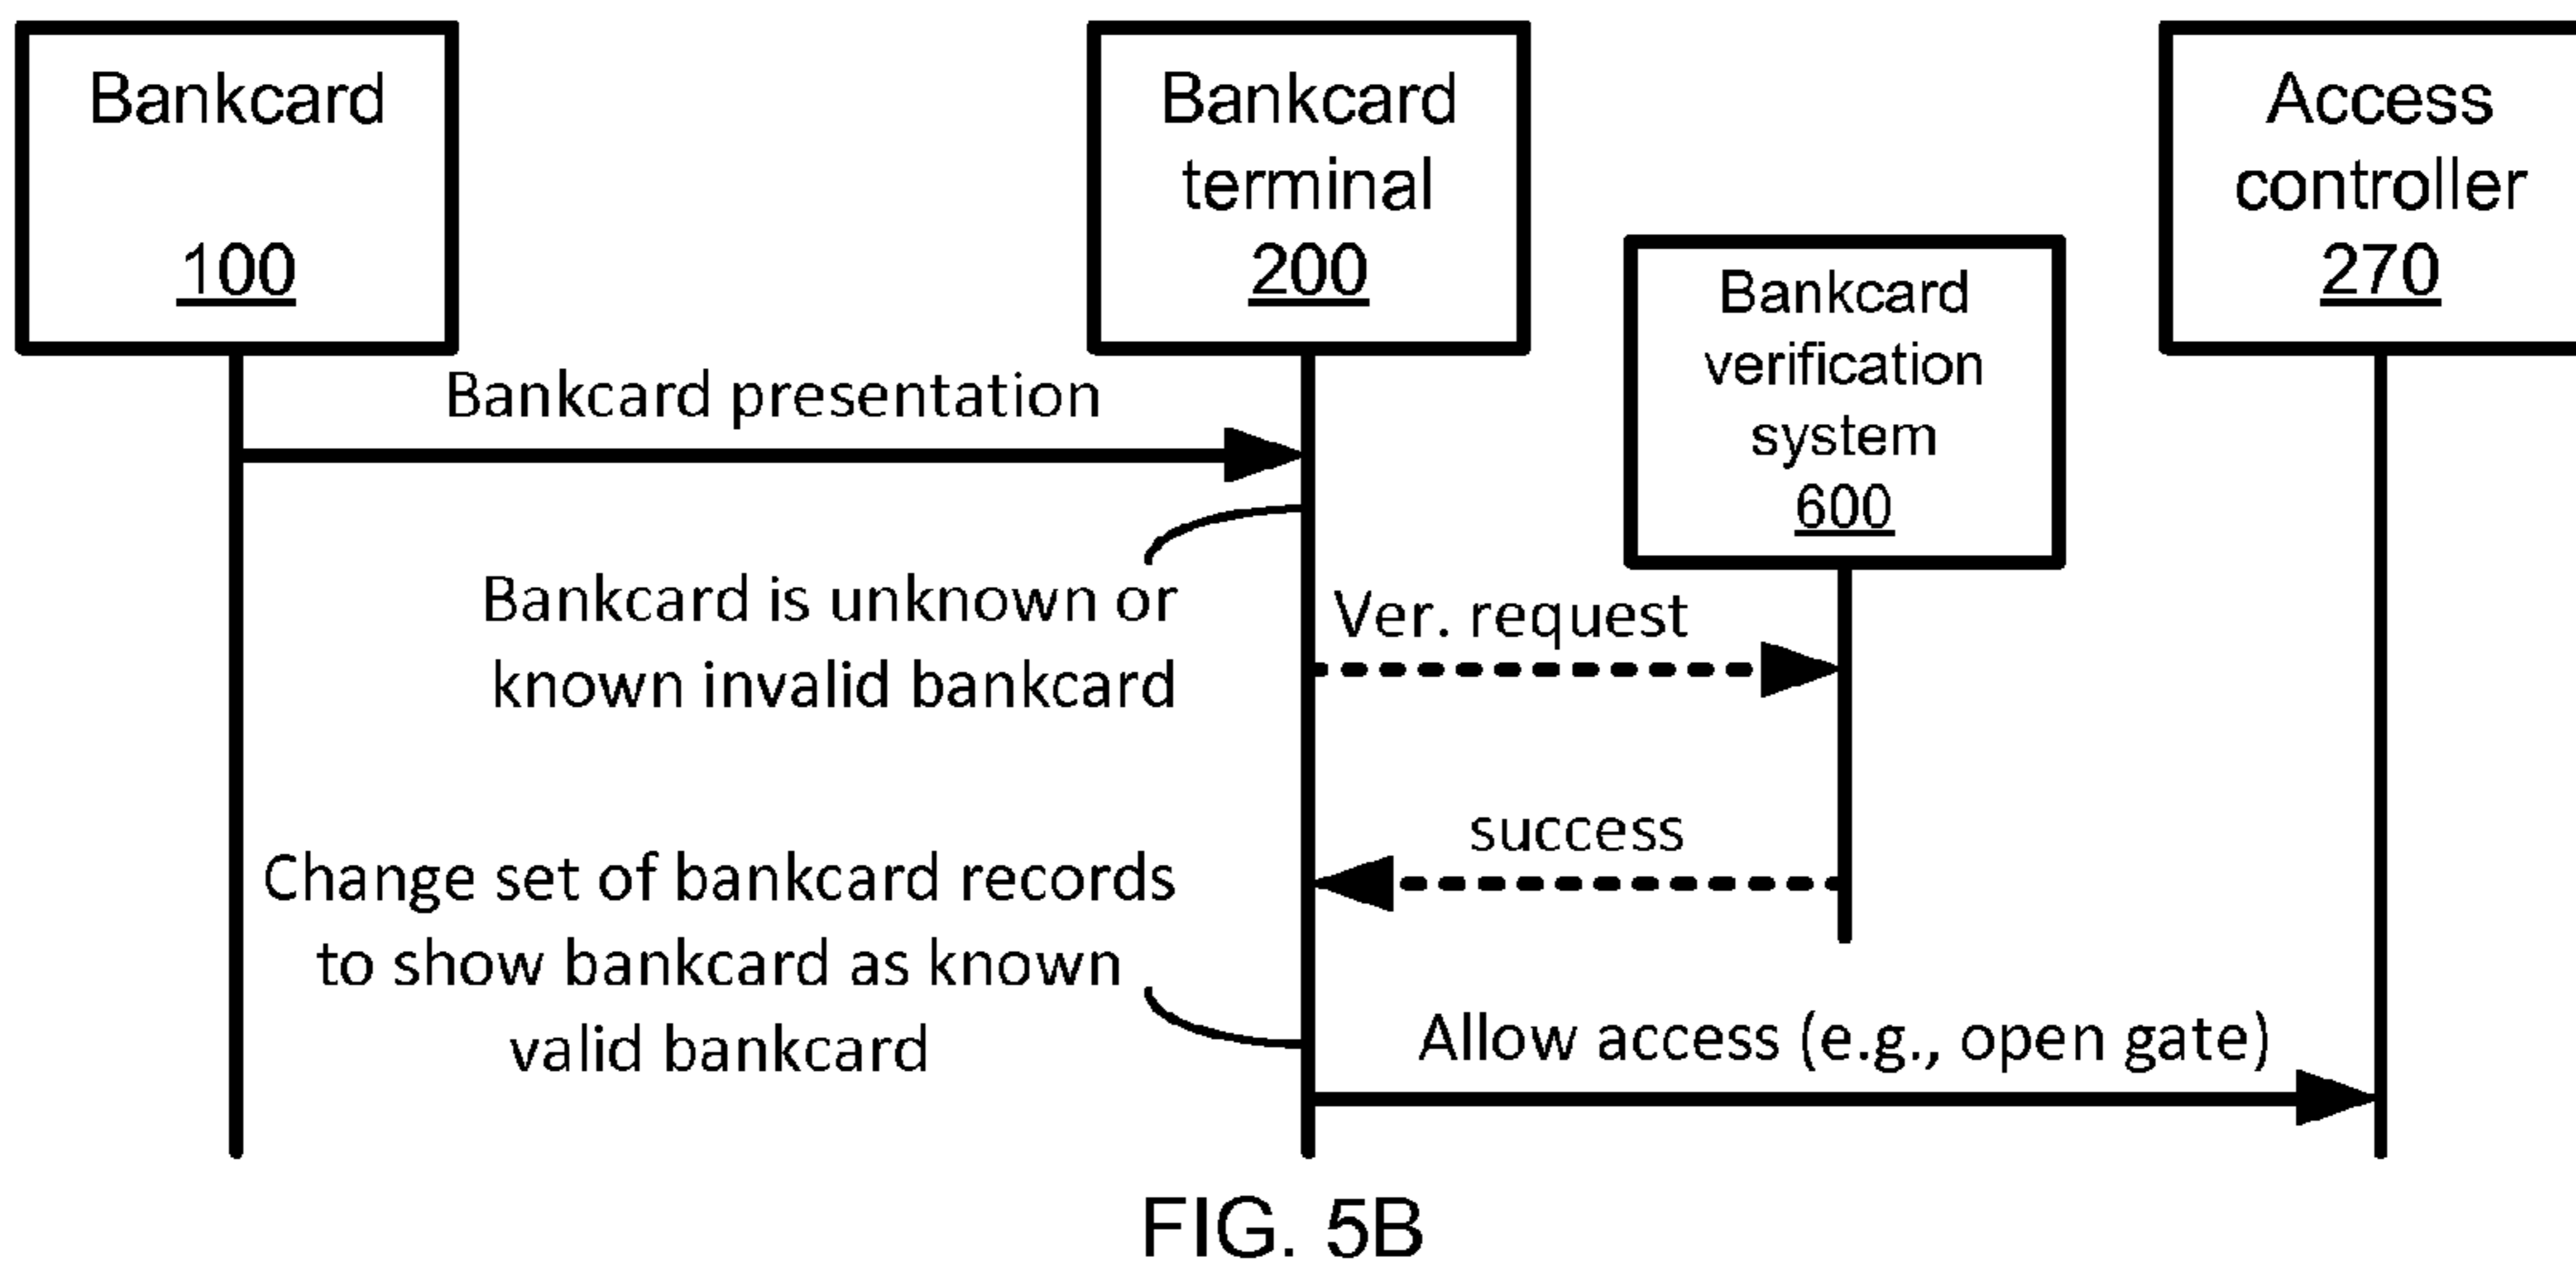 Bankcard
100
Bankcard
terminal
200
Bankcard
verification
system
600
Access
controller
270
Bankcard presentation
Bankcard is unknown or
known invalid bankcard
Ver. request
success
Change set of bankcard records
to show bankcard as known
valid bankcard
Allow access (e.g., open gate)
FIG. 5B